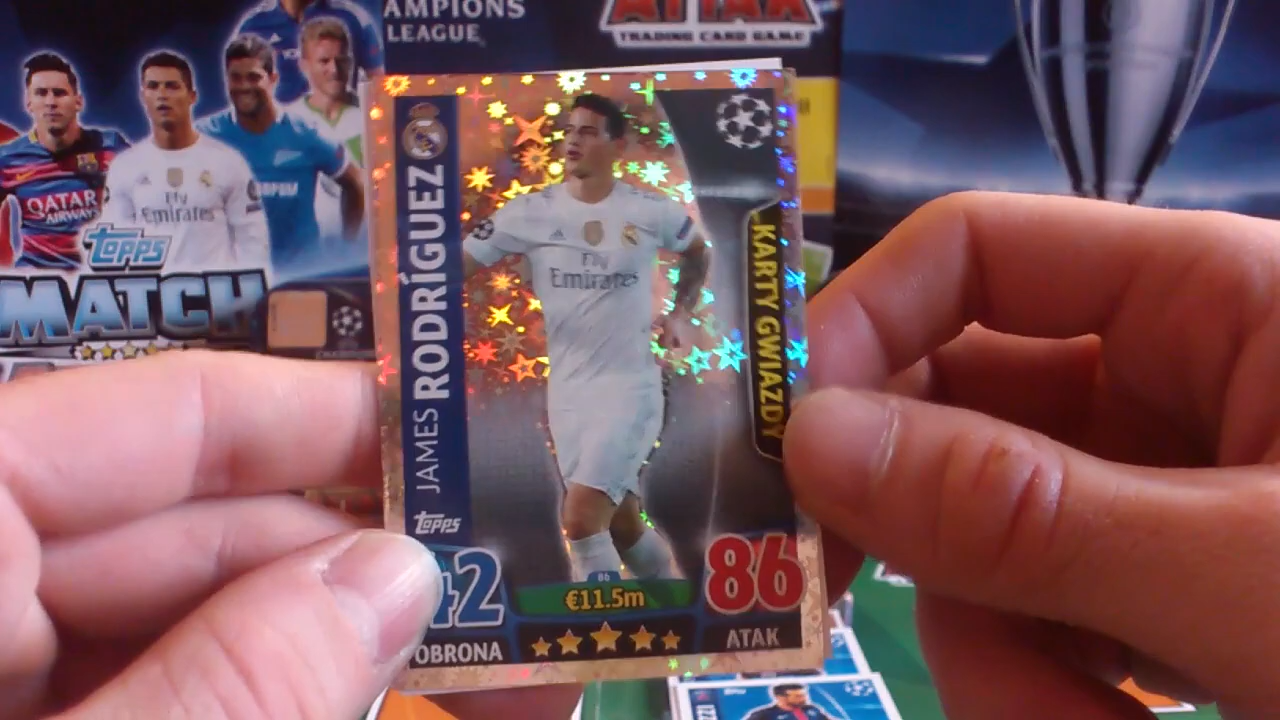 AMPIONS
LEAGUE
ATTAX
TRADING CARD GAME
QATAR
AIRWAYS
Fly
Emirates
TOPPS
MATCH
JAMES RODRÍGUEZ
TOPPS
Fly
Emirates
KARTY GWIAZDY
42
OBRONA
86
€11.5m
86
ATAK